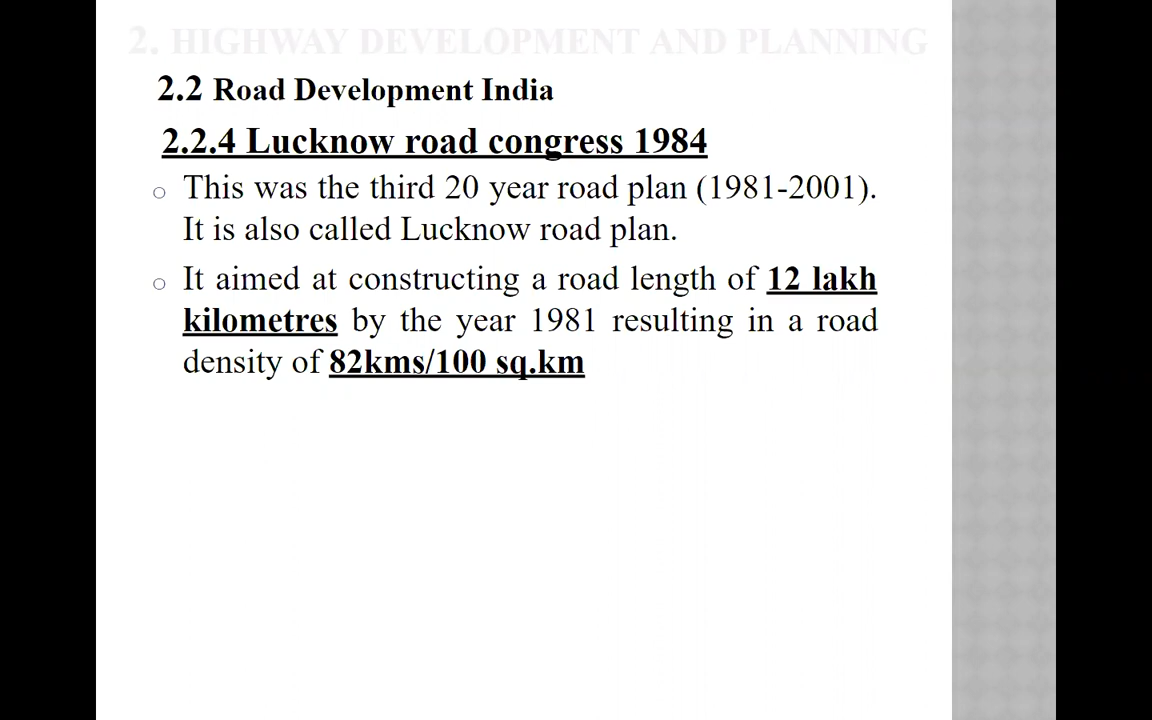 2. HIGHWAY DEVELOPMENT AND PLANNING
2.2 Road Development India
2.2.4 Lucknow road congress 1984
○ This was the third 20 year road plan (1981-2001).
It is also called Lucknow road plan.
○ It aimed at constructing a road length of 12 lakh
kilometres by the year 1981 resulting in a road
density of 82kms/100 sq.km